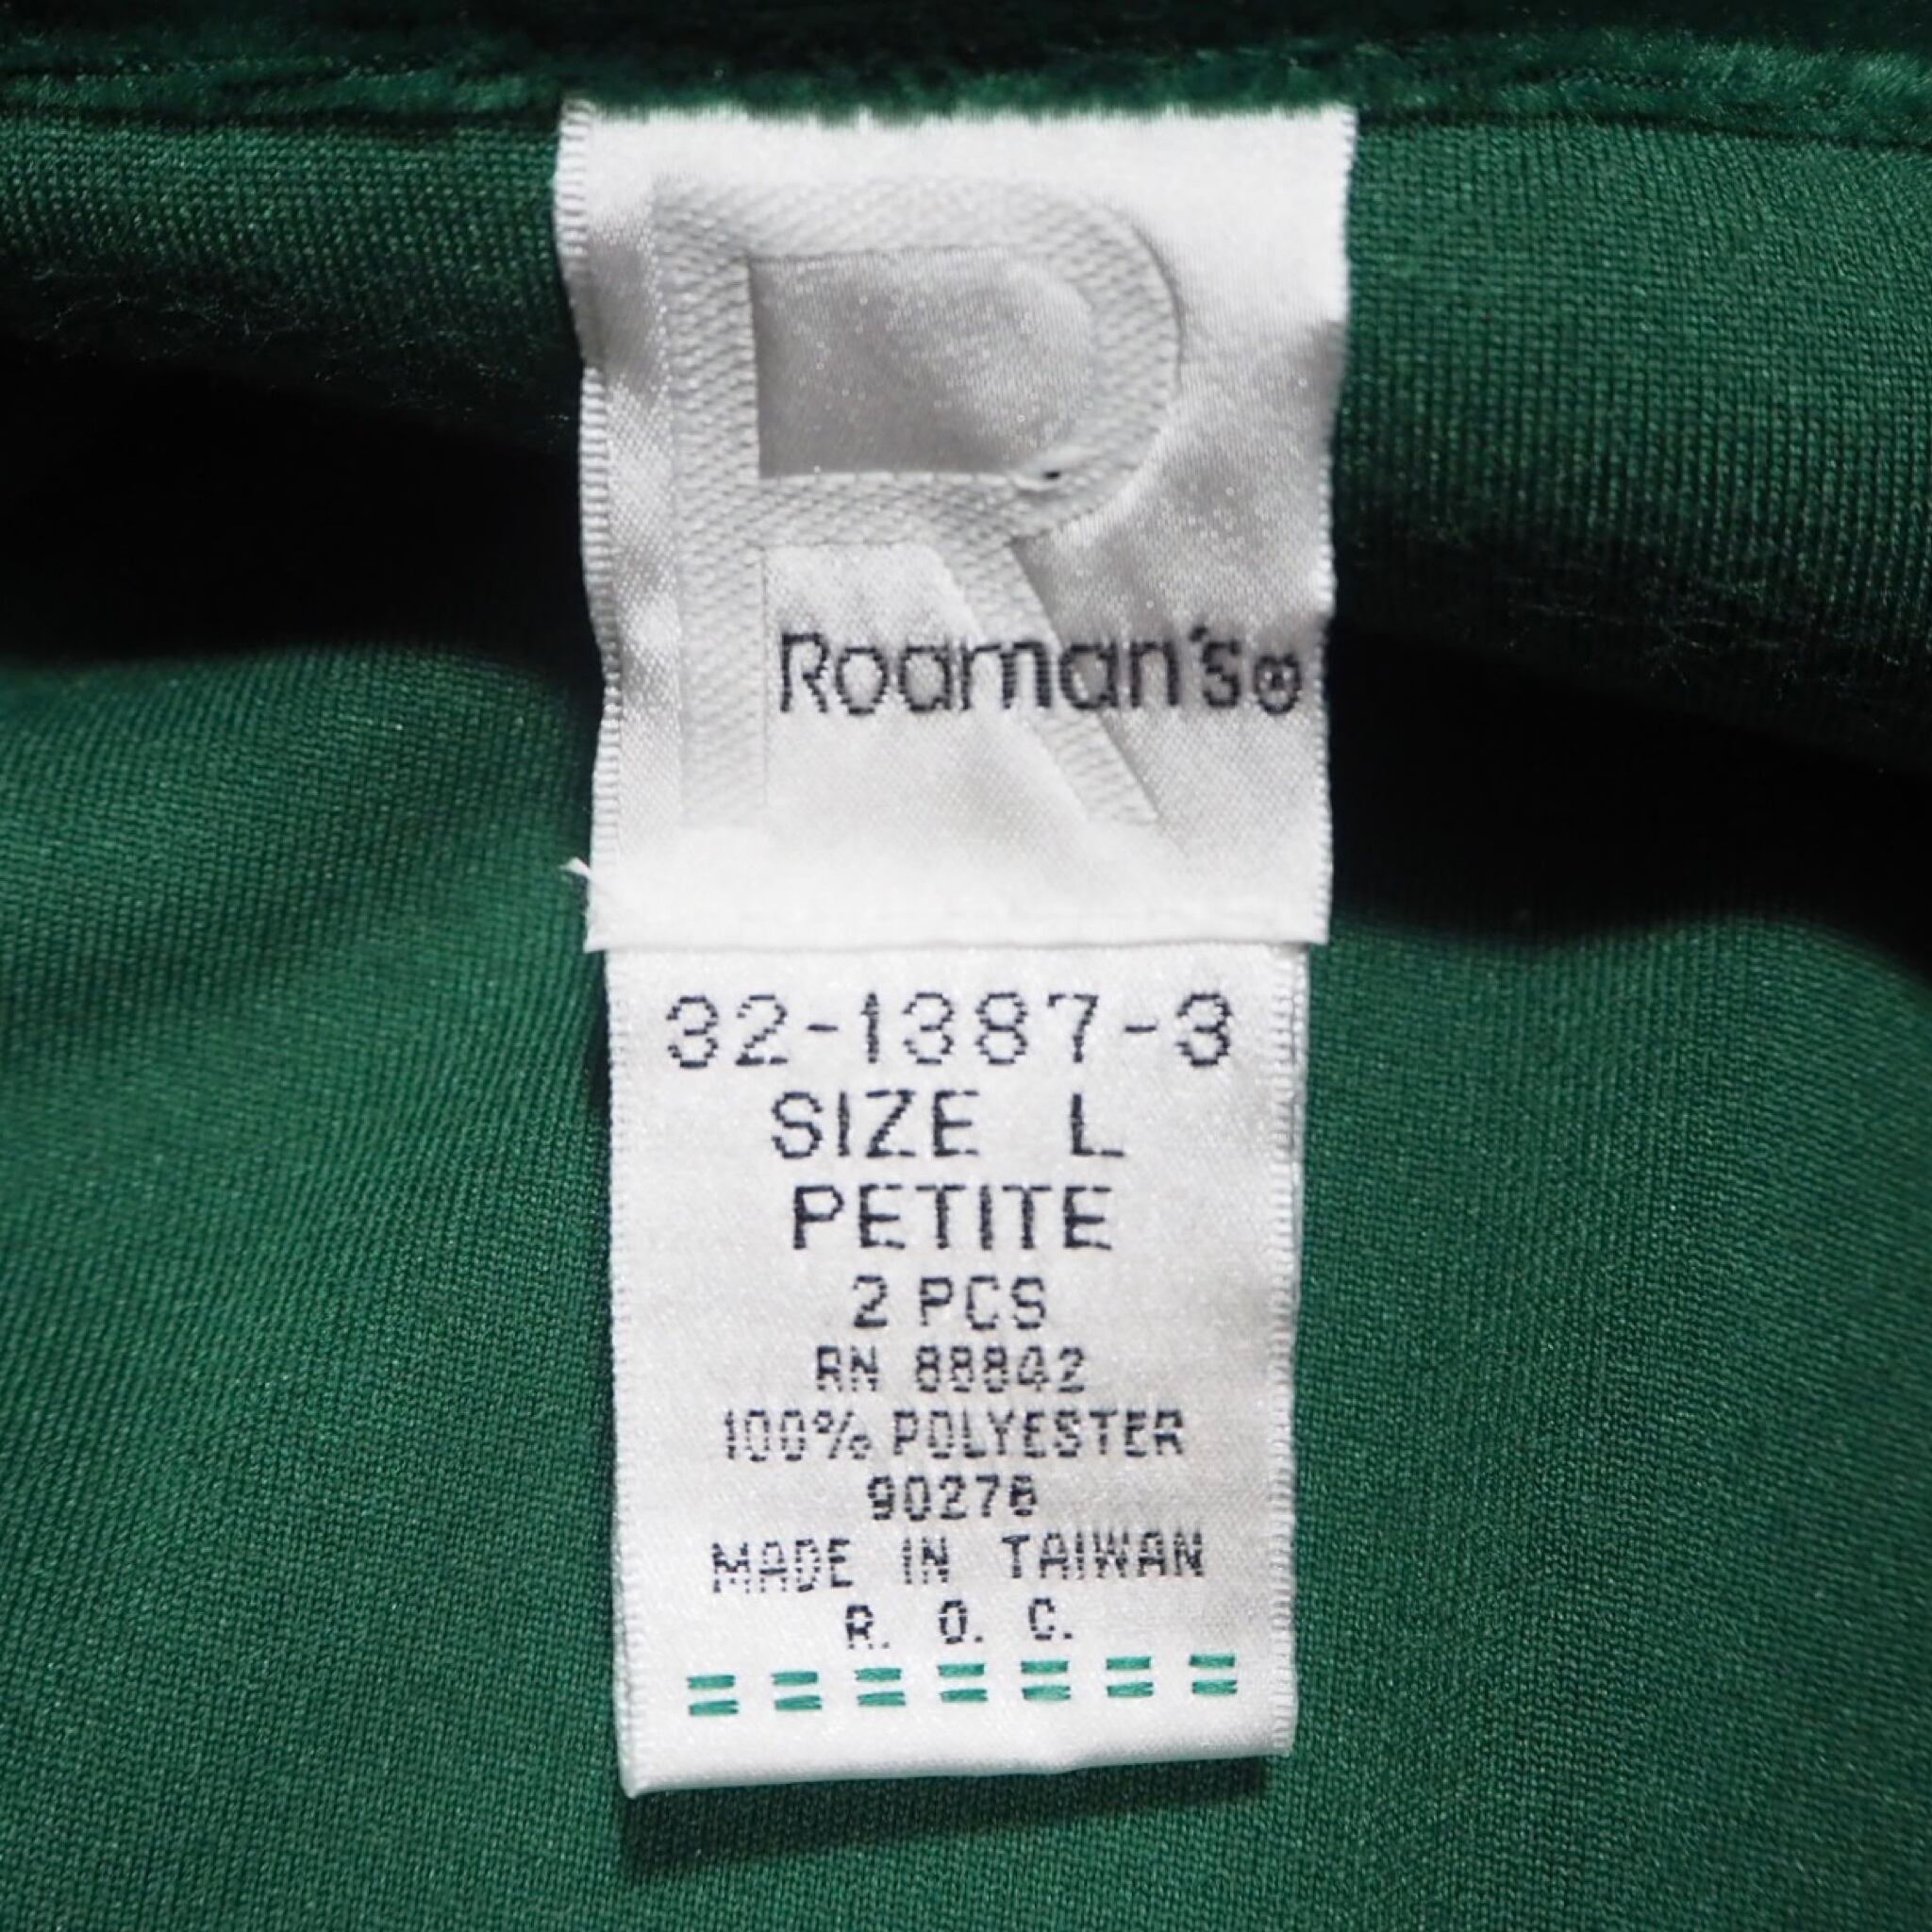 R
Roaman's®
32-1387-3
SIZE L
PETITE
2 PCS
RN 88842
100% POLYESTER
90278
MADE IN TAIWAN
R. O. C.